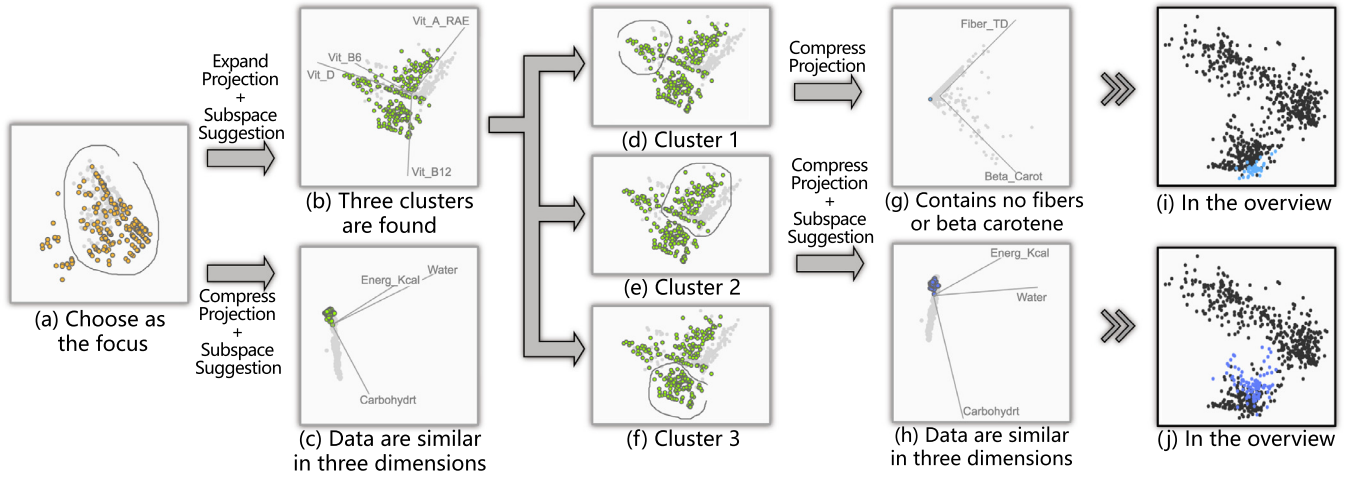 (a) Choose as
the focus
Expand
Projection
+
Subspace
Suggestion
Compress
Projection
+
Subspace
Suggestion
Vit_A_RAE
Vit_B6
Vit_D
Vit_B12
(b) Three clusters
are found
Energ_Kcal
Water
Carbohydrt
(c) Data are similar
in three dimensions
(d) Cluster 1
(e) Cluster 2
(f) Cluster 3
Compress
Projection
Compress
Projection
+
Subspace
Suggestion
Fiber_TD
Beta_Carot
(g) Contains no fibers
or beta carotene
Energ_Kcal
Water
Carbohydrt
(h) Data are similar
in three dimensions
(i) In the overview
(j) In the overview